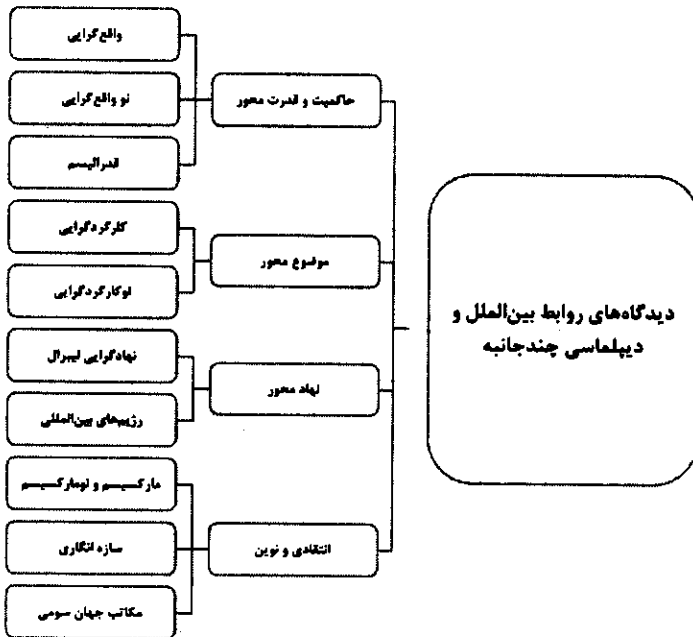 دیدگاه‌های روابط بین‌الملل و
دیپلماسی چندجانبه
حاکمیت و قدرت محور
واقع‌گرایی
نو واقع‌گرایی
فدرالیسم
موضوع محور
کارکردگرایی
نوکارکردگرایی
نهاد محور
نهادگرایی لیبرال
رژیم‌های بین‌المللی
انتقادی و نوین
مارکسیسم و نومارکسیسم
سازه انگاری
مکاتب جهان سومی